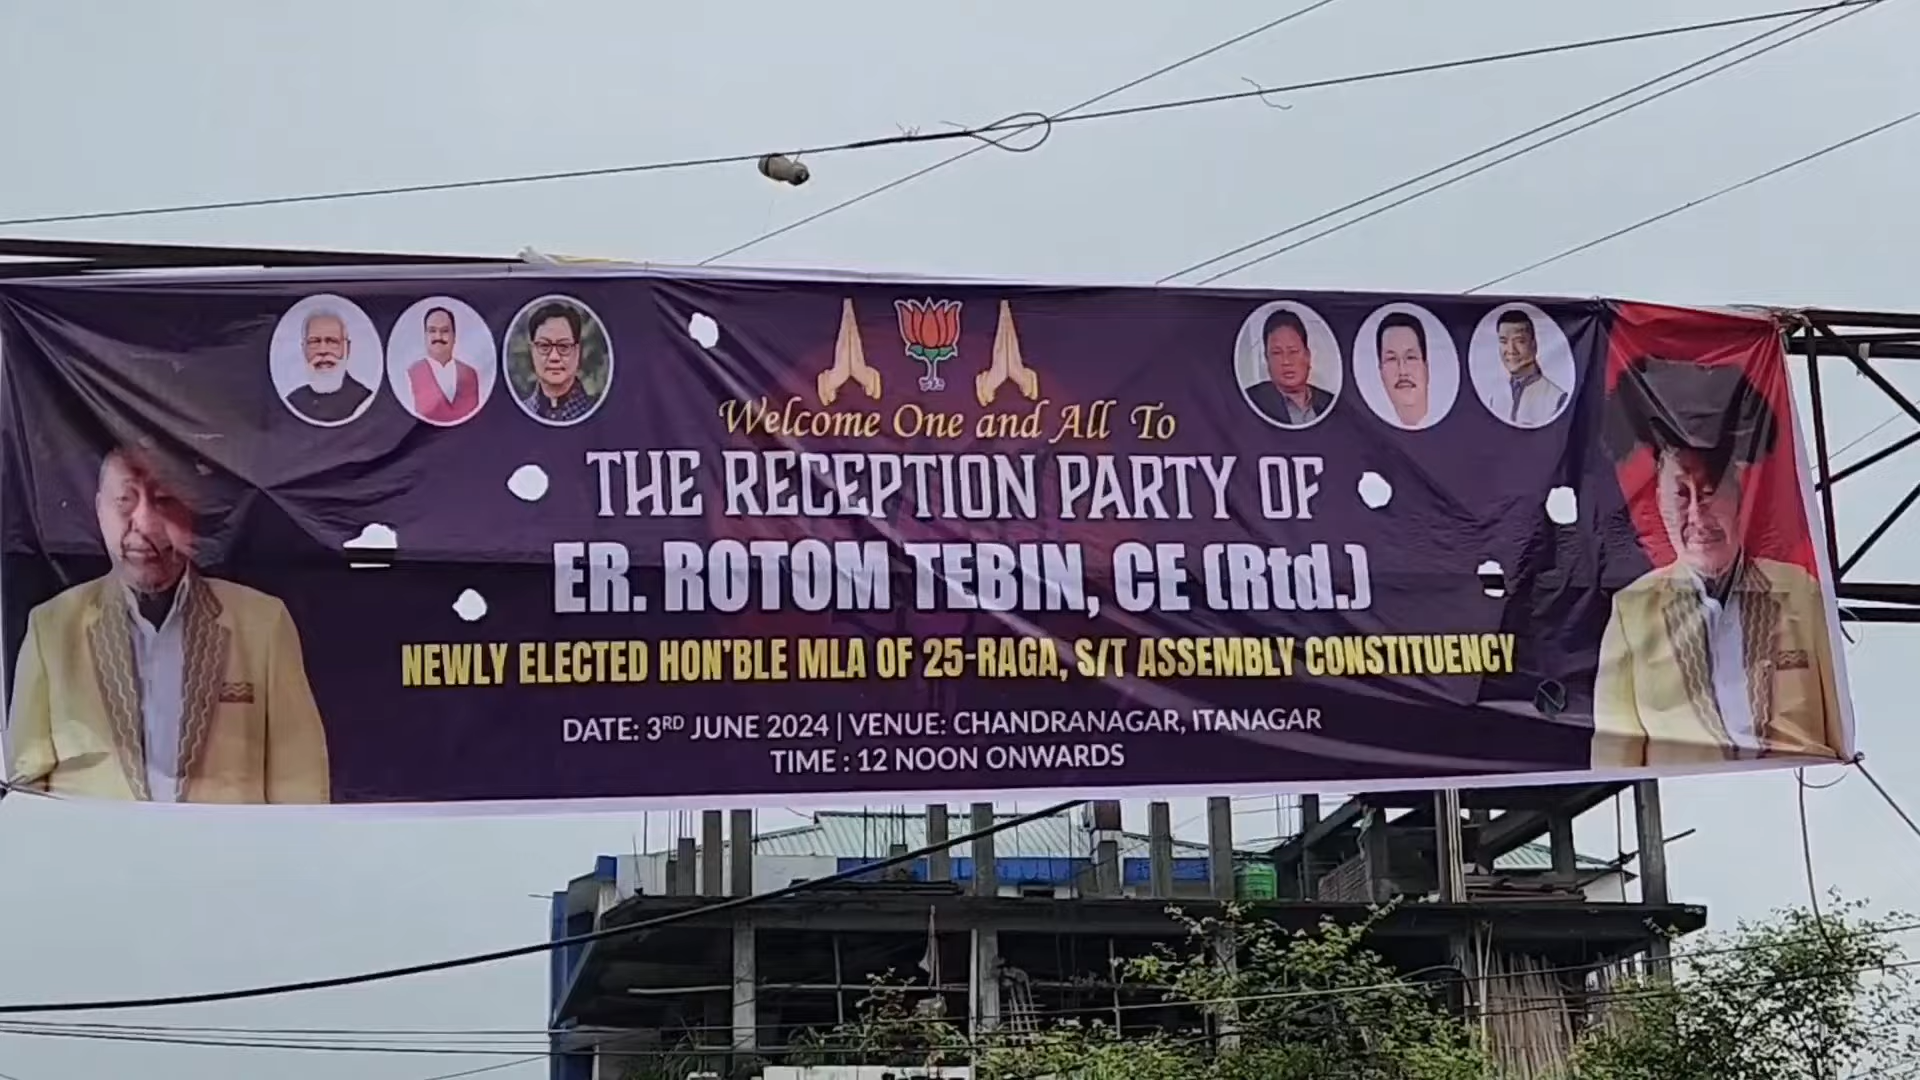 Welcome One and All To
THE RECEPTION PARTY OF
ER. ROTOM TEBIN, CE (Rtd.)
NEWLY ELECTED HON'BLE MLA OF 25-RAGA, S/T ASSEMBLY CONSTITUENCY
DATE: 3RD JUNE 2024 | VENUE: CHANDRANAGAR, ITANAGAR
TIME : 12 NOON ONWARDS